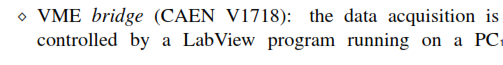 ⋄ VME bridge (CAEN V1718): the data acquisition is
controlled by a LabView program running on a PC